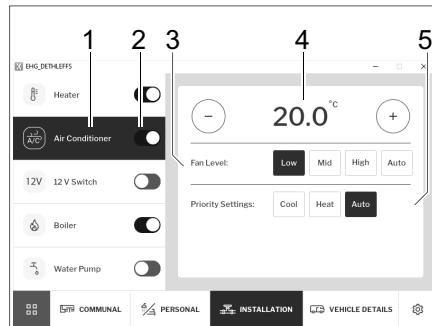 1 2 3 4 5
EHG_DETHLEFFS
Heater
A/C
Air Conditioner
12V 12 V Switch
Boiler
Water Pump
− 20.0 °C +
Fan Level: Low Mid High Auto
Priority Settings: Cool Heat Auto
COMMUNAL PERSONAL INSTALLATION VEHICLE DETAILS